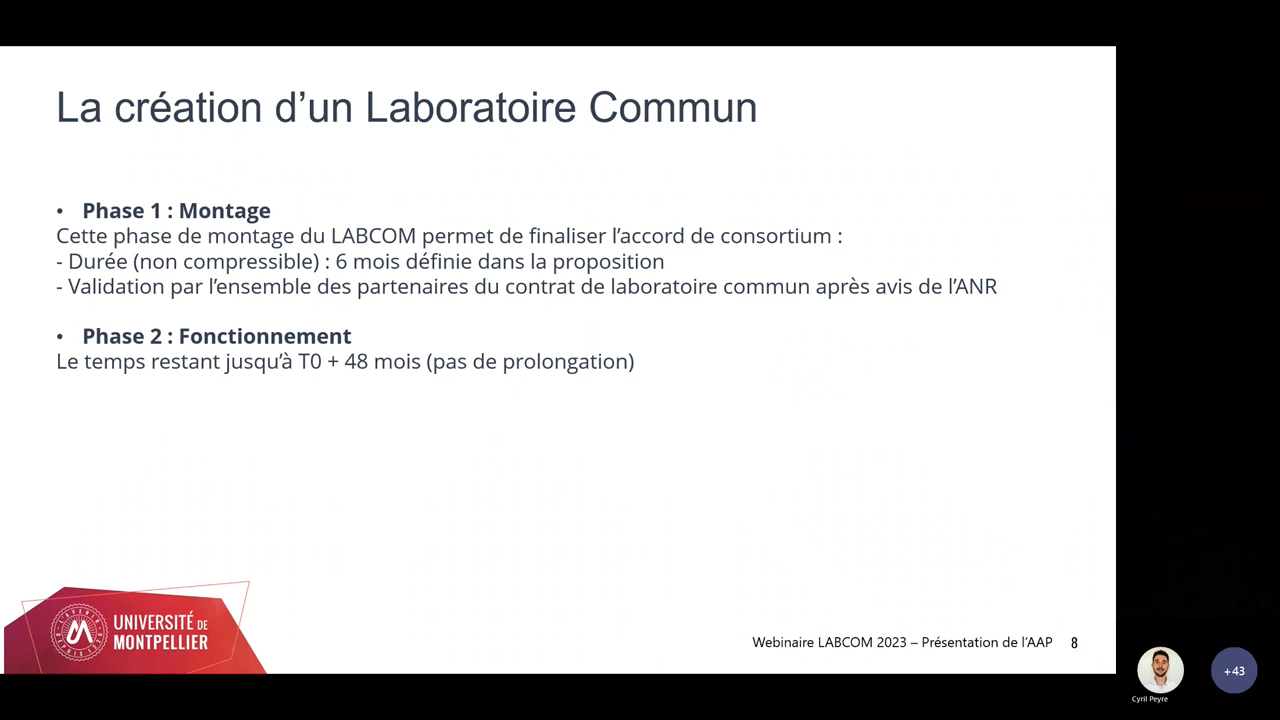 La création d’un Laboratoire Commun
• Phase 1 : Montage
Cette phase de montage du LABCOM permet de finaliser l’accord de consortium :
- Durée (non compressible) : 6 mois définie dans la proposition
- Validation par l’ensemble des partenaires du contrat de laboratoire commun après avis de l’ANR
• Phase 2 : Fonctionnement
Le temps restant jusqu’à T0 + 48 mois (pas de prolongation)
UNIVERSITÉ DE
MONTPELLIER
Webinaire LABCOM 2023 – Présentation de l’AAP 8
+43
Cyril Peyre